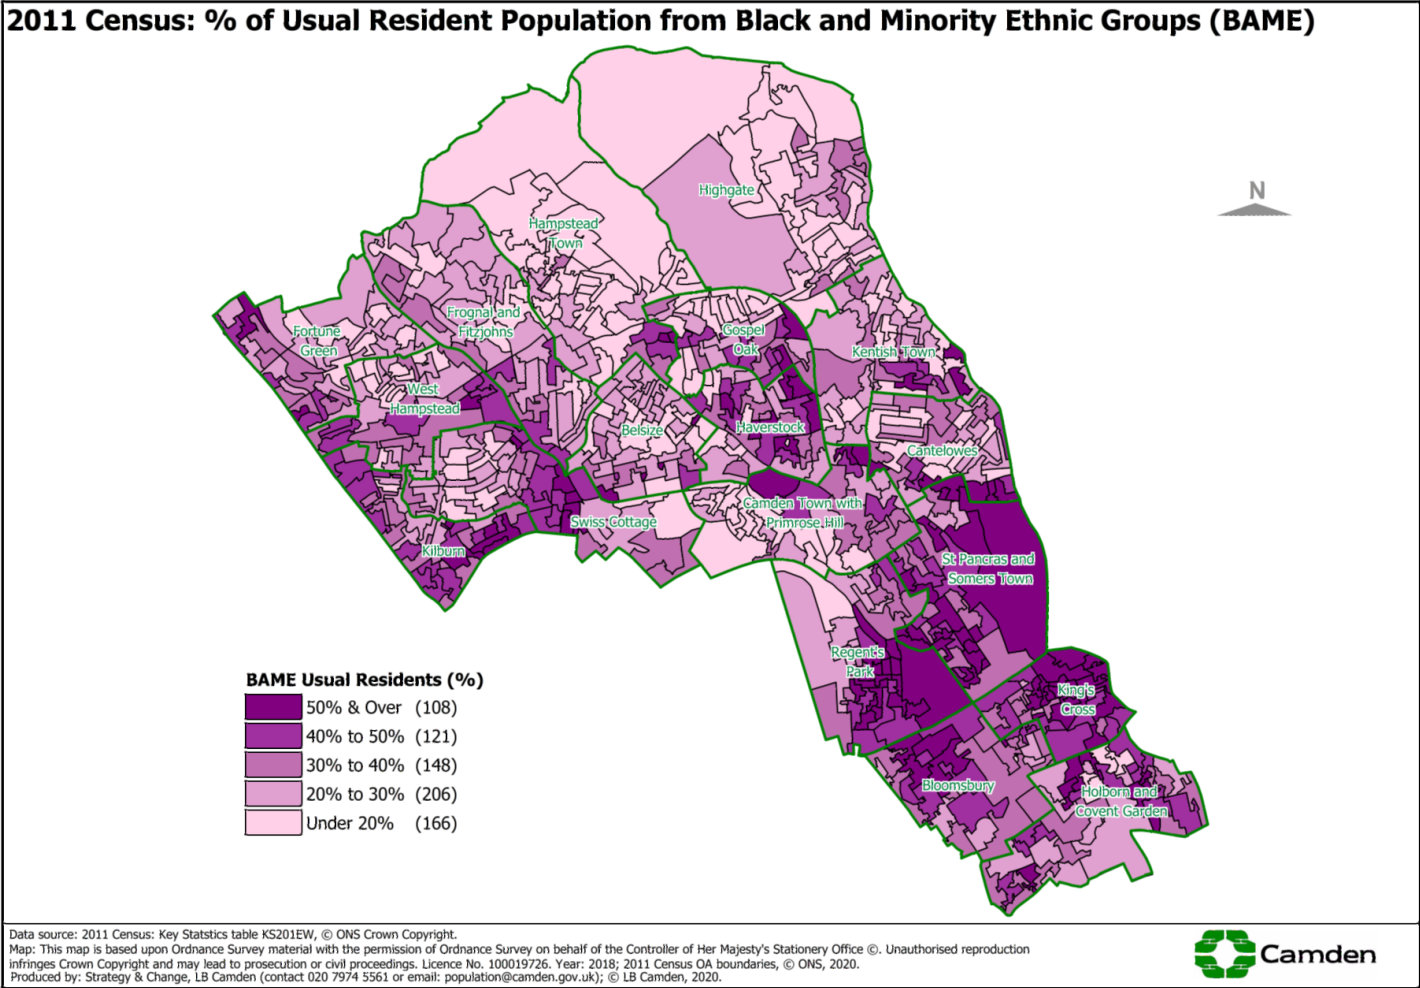 2011 Census: % of Usual Resident Population from Black and Minority Ethnic Groups (BAME)
N
Highgate
Hampstead
Town
Frognal and
Fitzjohns
Fortune
Green
Gospel
Oak
Kentish Town
West
Hampstead
Belsize
Haverstock
Cantelowes
Camden Town with
Primrose Hill
Swiss Cottage
Kilburn
St Pancras and
Somers Town
Regent's
Park
King's
Cross
Bloomsbury
Holborn and
Covent Garden
BAME Usual Residents (%)
50% & Over (108)
40% to 50% (121)
30% to 40% (148)
20% to 30% (206)
Under 20% (166)
Data source: 2011 Census: Key Statstics table KS201EW, © ONS Crown Copyright.
Map: This map is based upon Ordnance Survey material with the permission of Ordnance Survey on behalf of the Controller of Her Majesty's Stationery Office ©. Unauthorised reproduction
infringes Crown Copyright and may lead to prosecution or civil proceedings. Licence No. 100019726. Year: 2018; 2011 Census OA boundaries, © ONS, 2020.
Produced by: Strategy & Change, LB Camden (contact 020 7974 5561 or email: population@camden.gov.uk); © LB Camden, 2020.
Camden